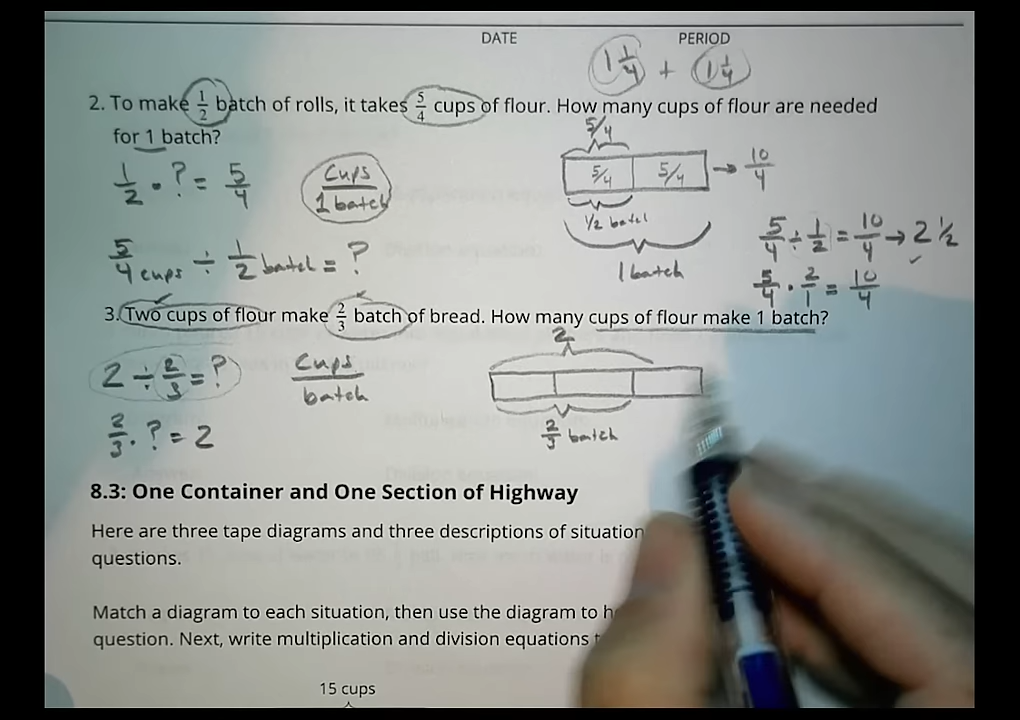 DATE PERIOD
1 1/4 + 1 1/4
2. To make 1/2 batch of rolls, it takes 5/4 cups of flour. How many cups of flour are needed
for 1 batch?
5/4
1/2 · ? = 5/4
cups / 1 batch
5/4 5/4 → 10/4
1/2 batch
1 batch
5/4 cups ÷ 1/2 batch = ?
5/4 ÷ 1/2 = 10/4 → 2 1/2
5/4 · 2/1 = 10/4
3. Two cups of flour make 2/3 batch of bread. How many cups of flour make 1 batch?
2
2 ÷ 2/3 = ?
cups / batch
2/3 batch
2/3 · ? = 2
8.3: One Container and One Section of Highway
Here are three tape diagrams and three descriptions of situation
questions.
Match a diagram to each situation, then use the diagram to
question. Next, write multiplication and division equations
15 cups